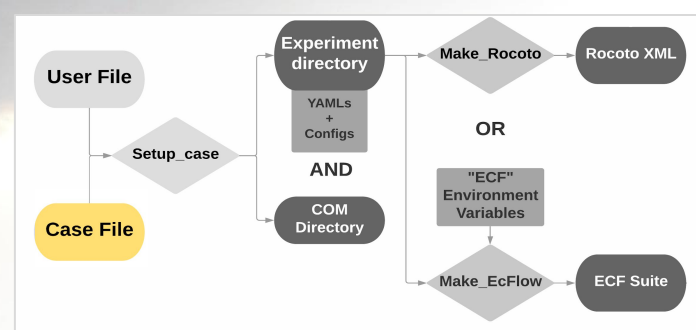 User File
Case File
Setup_case
Experiment
directory
YAMLs
+
Configs
AND
COM
Directory
Make_Rocoto
Rocoto XML
OR
"ECF"
Environment
Variables
Make_EcFlow
ECF Suite